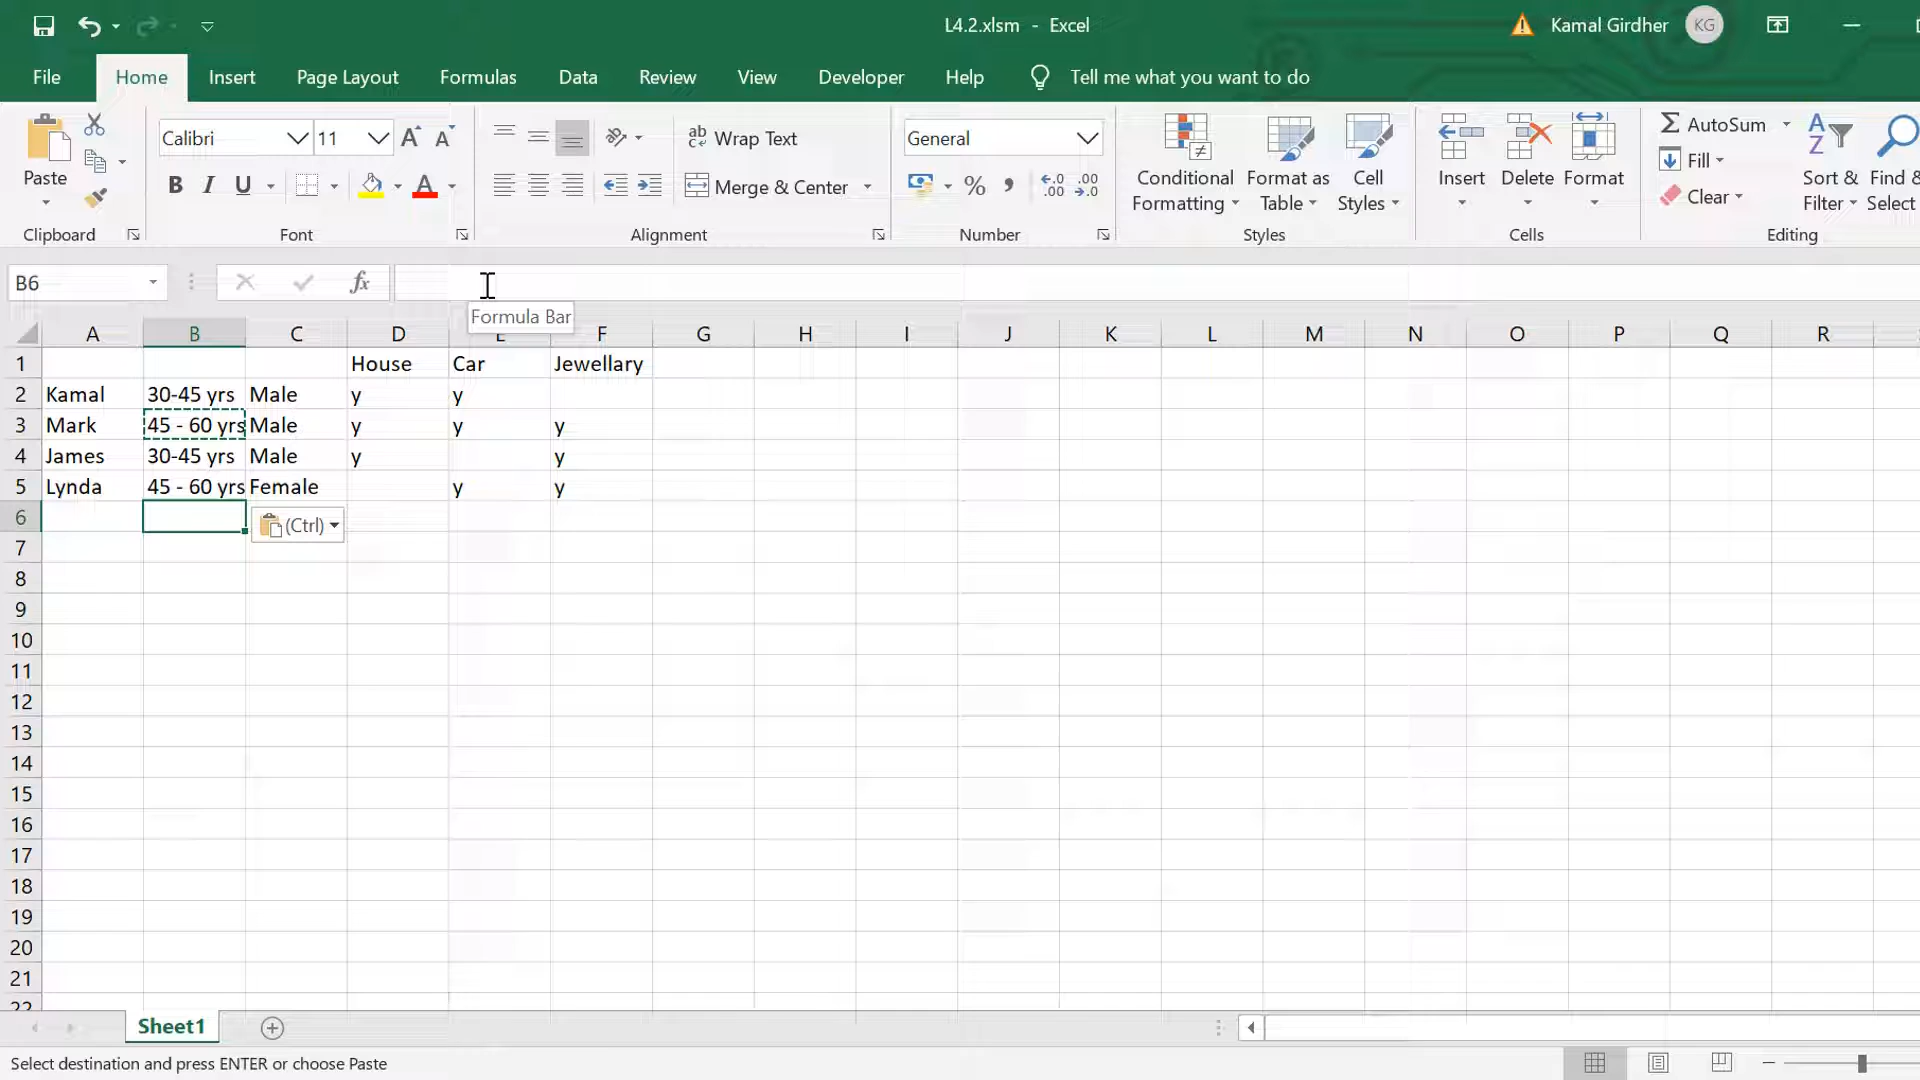 L4.2.xlsm - Excel
Kamal Girdher
KG
File Home Insert Page Layout Formulas Data Review View Developer Help Tell me what you want to do
Paste
Clipboard
Calibri 11
B I U
Font
Wrap Text
Merge & Center
Alignment
General
Number
Conditional Formatting
Format as Table
Cell Styles
Styles
Insert Delete Format
Cells
AutoSum
Fill
Clear
Sort & Filter
Find & Select
Editing
B6
fx
Formula Bar
A B C D E F G H I J K L M N O P Q R
1 House Car Jewellary
2 Kamal 30-45 yrs Male y y
3 Mark 45 - 60 yrs Male y y y
4 James 30-45 yrs Male y y
5 Lynda 45 - 60 yrs Female y y
6 (Ctrl)
7
8
9
10
11
12
13
14
15
16
17
18
19
20
21
22
Sheet1
Select destination and press ENTER or choose Paste